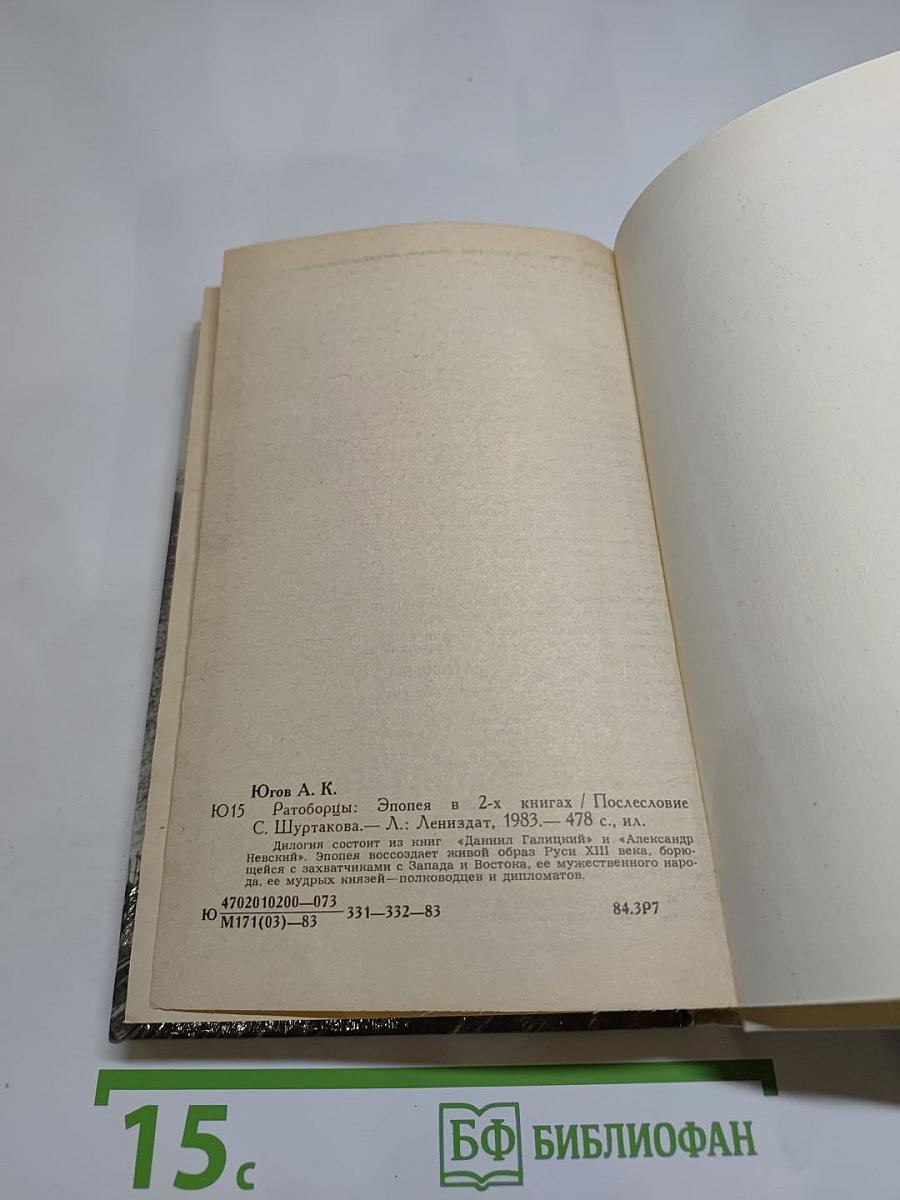 Югов А. К.
Ю15 Ратоборцы: Эпопея в 2-х книгах / Послесловие
С. Шуртакова.— Л.: Лениздат, 1983.— 478 с., ил.
Дилогия состоит из книг «Даниил Галицкий» и «Александр
Невский». Эпопея воссоздает живой образ Руси XIII века, борю-
щейся с захватчиками с Запада и Востока, ее мужественного наро-
да, ее мудрых князей—полководцев и дипломатов.
Ю 4702010200—073
М171(03)—83 331—332—83 84.3Р7
15 с
БФ БИБЛИОФАН